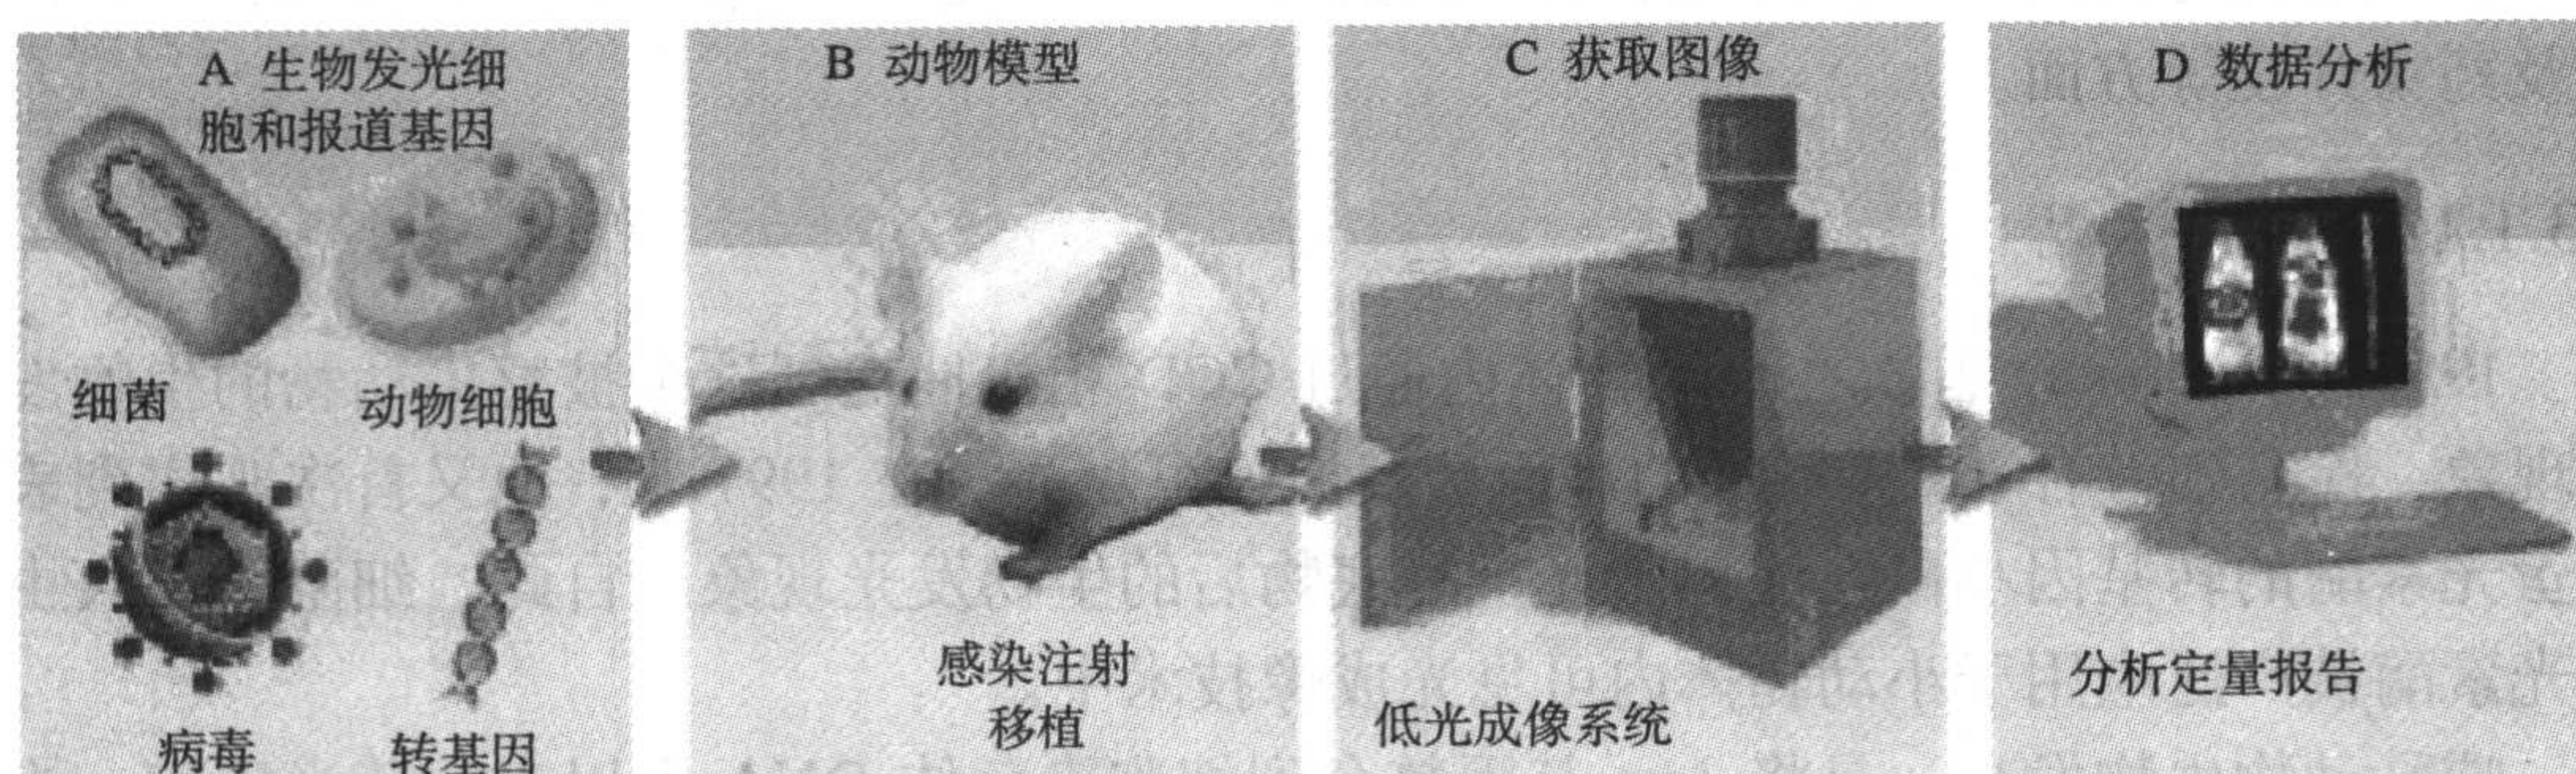 A 生物发光细
胞和报道基因
细菌
动物细胞
病毒
转基因
B 动物模型
感染注射
移植
C 获取图像
低光成像系统
D 数据分析
分析定量报告